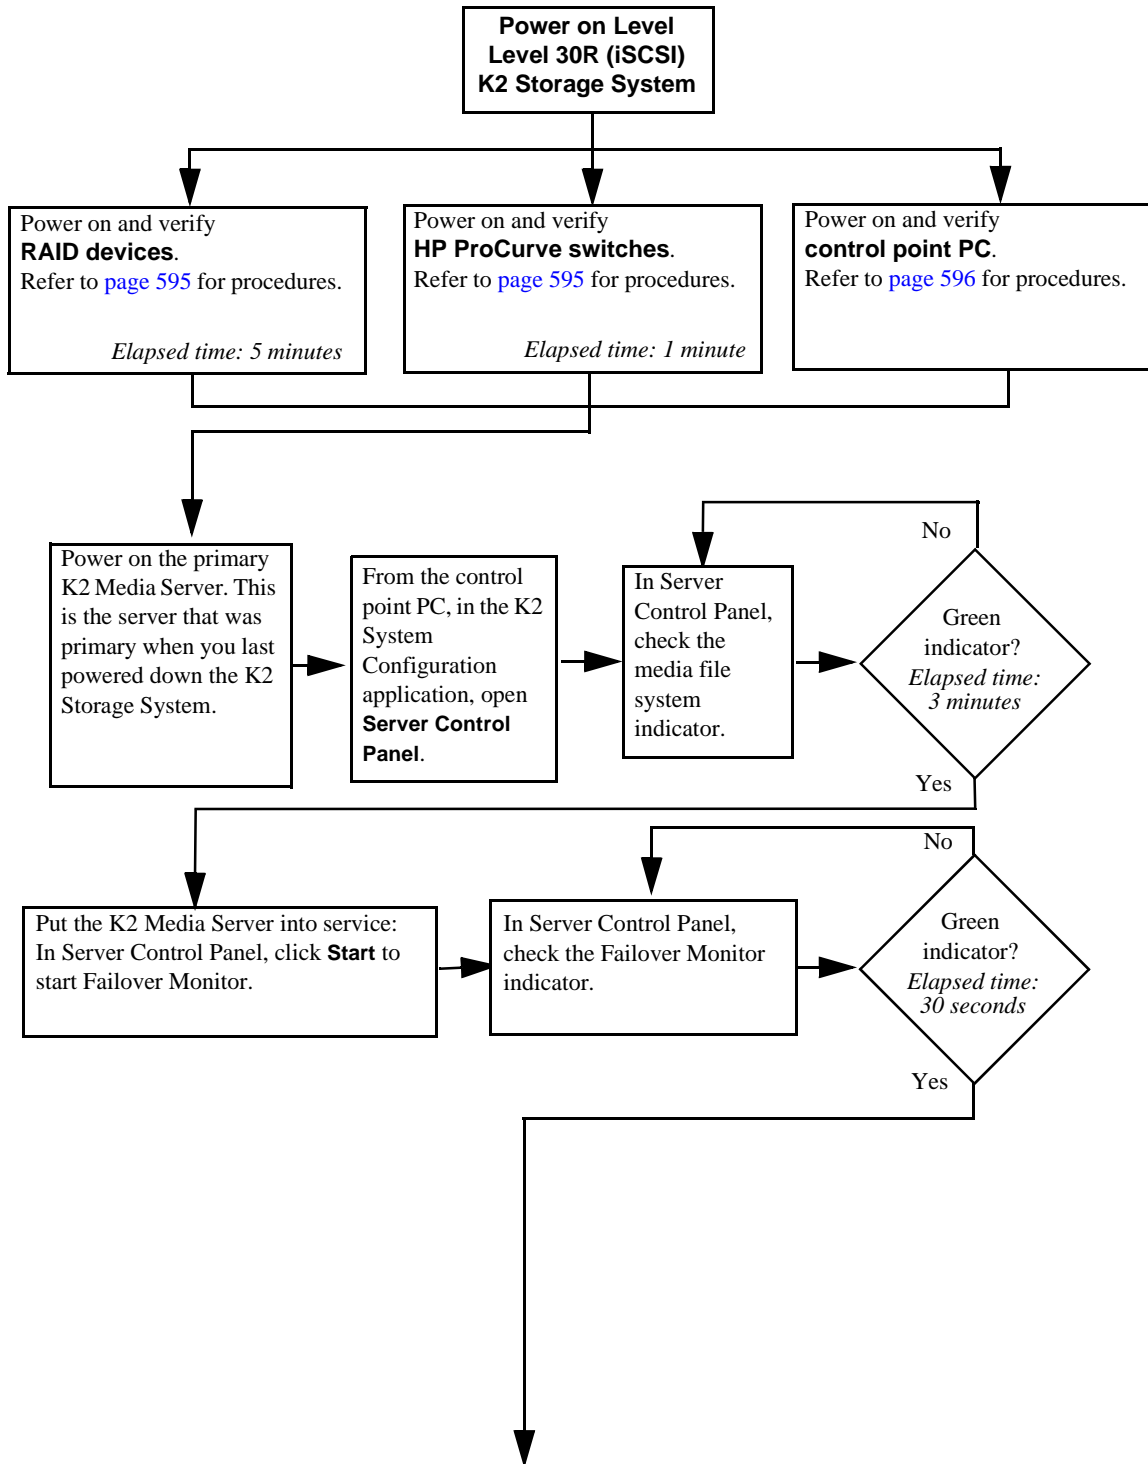 Power on Level
Level 30R (iSCSI)
K2 Storage System
Power on and verify
RAID devices.
Refer to page 595 for procedures.
Elapsed time: 5 minutes
Power on and verify
HP ProCurve switches.
Refer to page 595 for procedures.
Elapsed time: 1 minute
Power on and verify
control point PC.
Refer to page 596 for procedures.
Power on the primary
K2 Media Server. This
is the server that was
primary when you last
powered down the K2
Storage System.
From the control
point PC, in the K2
System
Configuration
application, open
Server Control
Panel.
In Server
Control Panel,
check the
media file
system
indicator.
No
Green
indicator?
Elapsed time:
3 minutes
Yes
Put the K2 Media Server into service:
In Server Control Panel, click Start to
start Failover Monitor.
In Server Control Panel,
check the Failover Monitor
indicator.
No
Green
indicator?
Elapsed time:
30 seconds
Yes